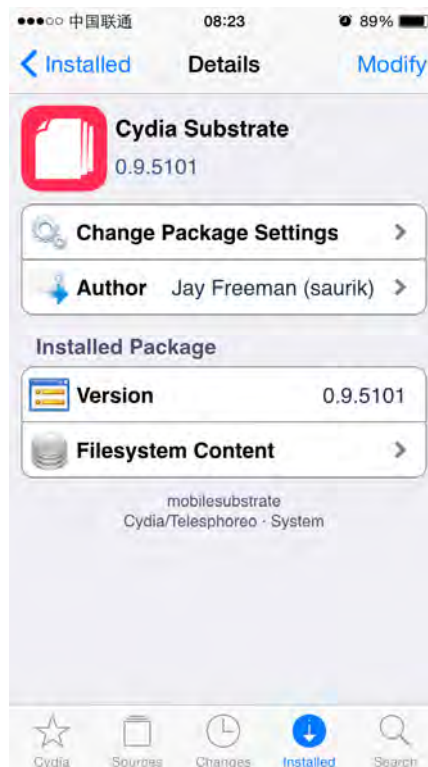 中国联通 08:23 89%
Installed Details Modify
Cydia Substrate
0.9.5101
Change Package Settings
Author Jay Freeman (saurik)
Installed Package
Version 0.9.5101
Filesystem Content
mobilesubstrate
Cydia/Telesphoreo · System
Cydia Sources Changes Installed Search